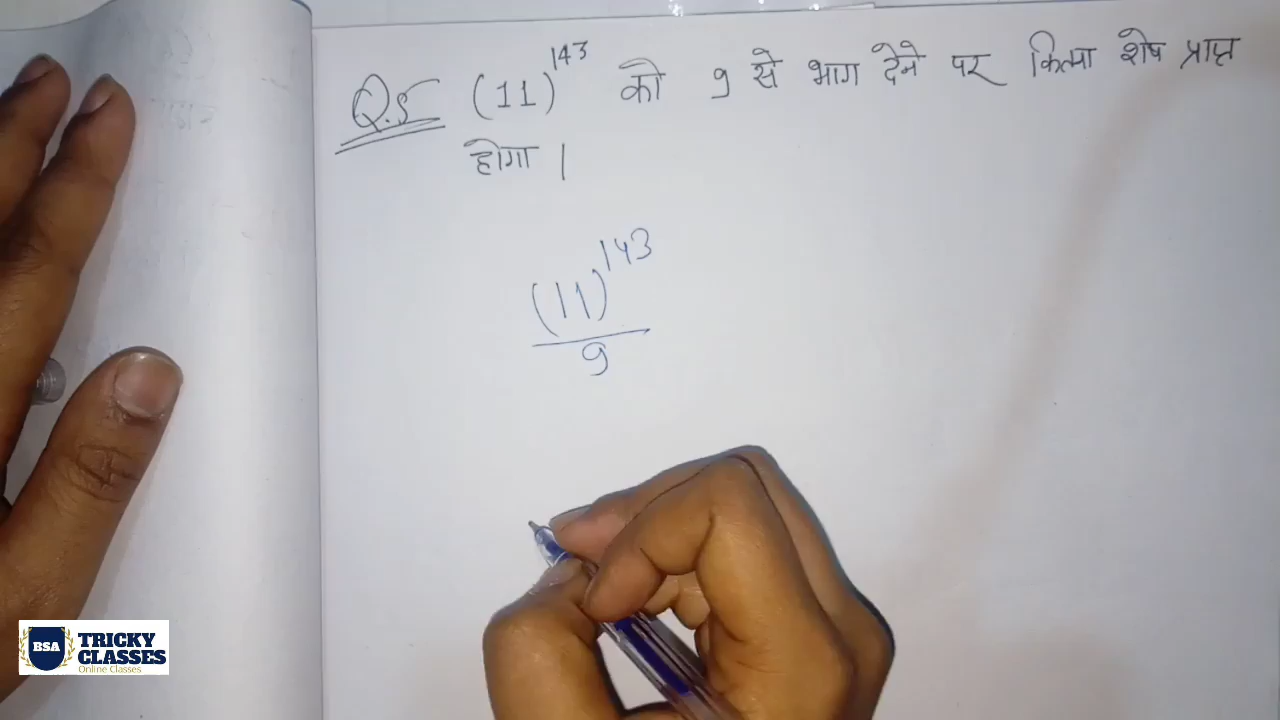 Q.5 (11)^143 को 9 से भाग देने पर कितना शेष प्राप्त
होगा |
(11)^143
9
BSA
TRICKY
CLASSES
Online Classes